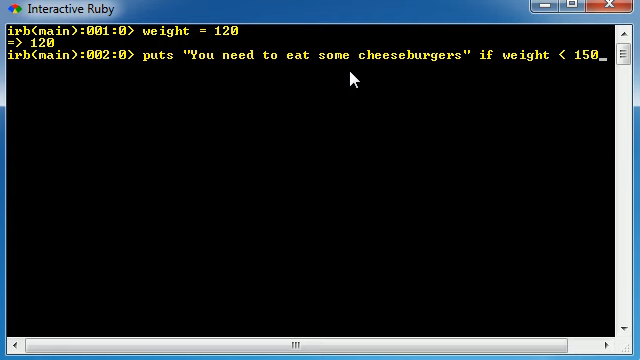 Interactive Ruby
irb(main):001:0> weight = 120
=> 120
irb(main):002:0> puts "You need to eat some cheeseburgers" if weight < 150_